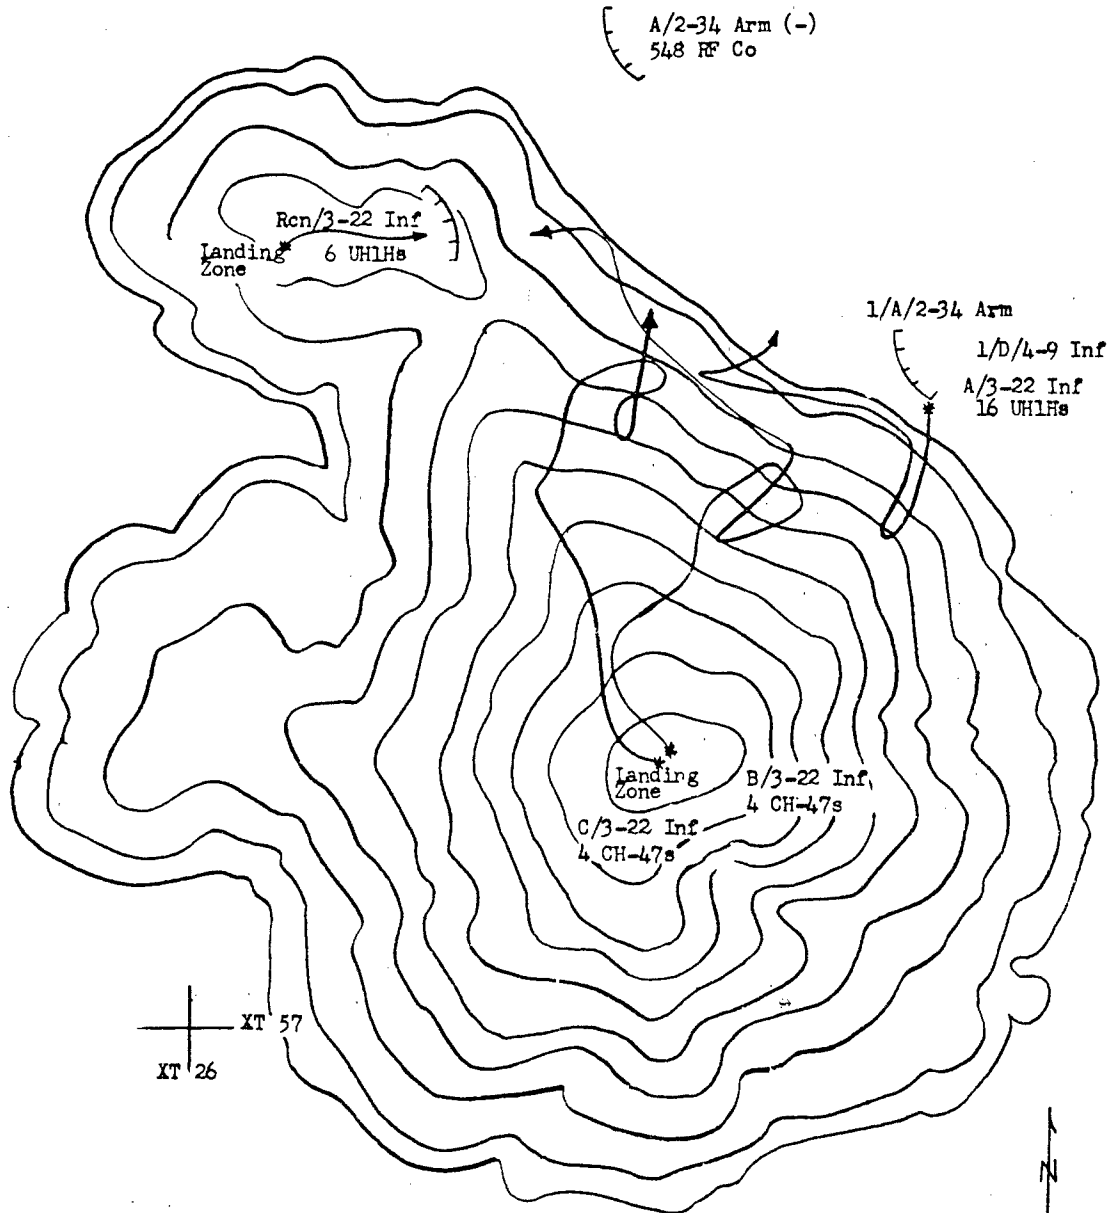 A/2-34 Arm (-)
548 RF Co
Rcn/3-22 Inf
Landing
Zone
6 UH1Hs
1/A/2-34 Arm
1/D/4-9 Inf
A/3-22 Inf
16 UH1Hs
Landing
Zone
B/3-22 Inf
4 CH-47s
C/3-22 Inf
4 CH-47s
XT 57
XT 26
N